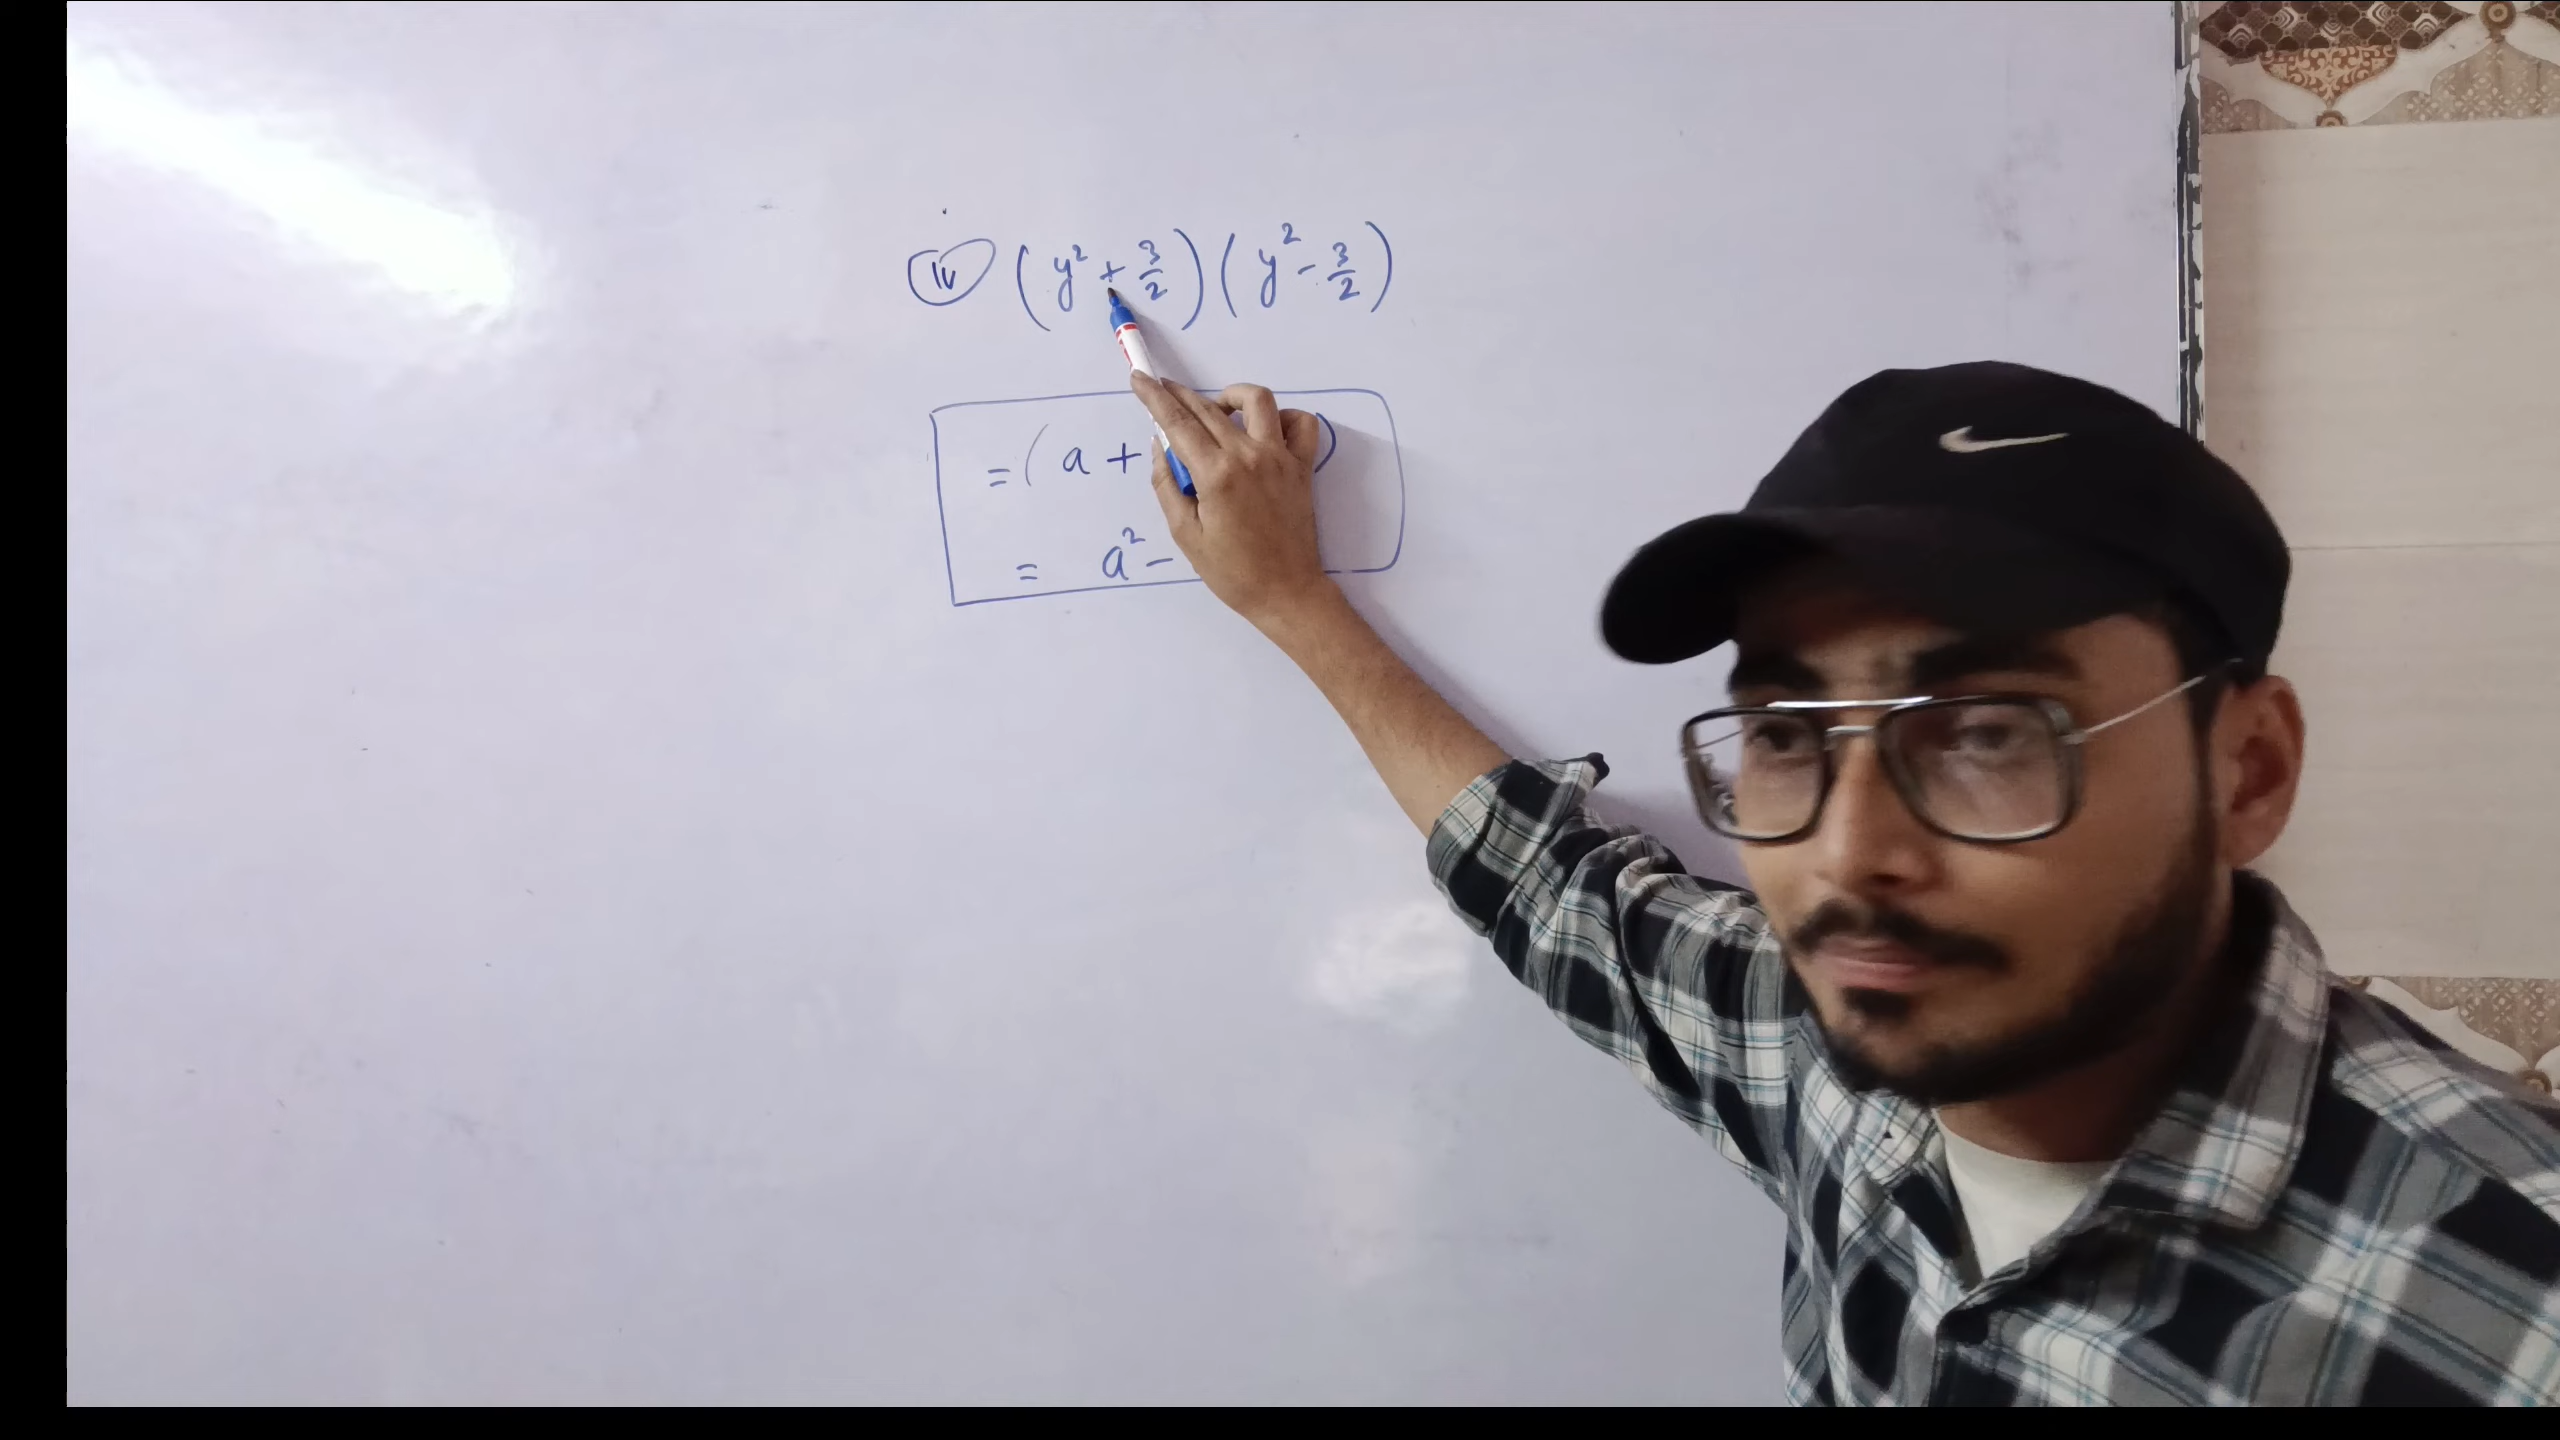 (iv) (y² + 3/2) (y² - 3/2)
= ( a + )
= a² -